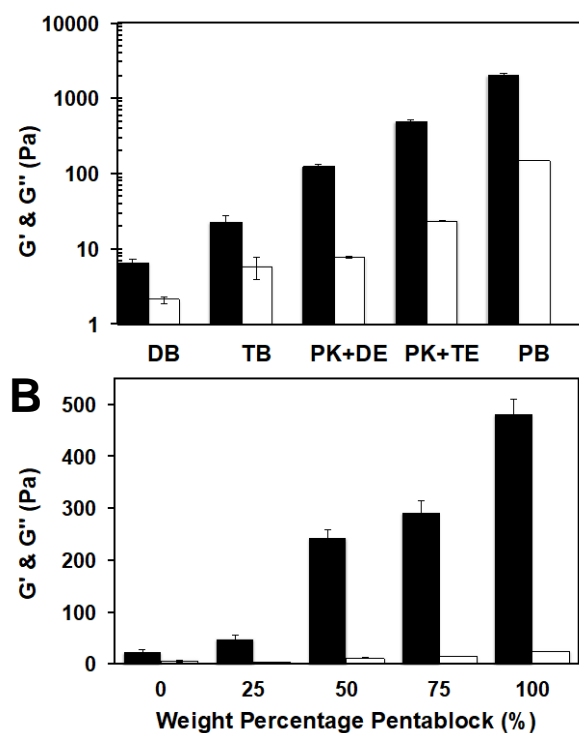 10000
1000
100
10
1
G' & G" (Pa)
DB TB PK+DE PK+TE PB
B
500
400
300
200
100
0
G' & G" (Pa)
0 25 50 75 100
Weight Percentage Pentablock (%)